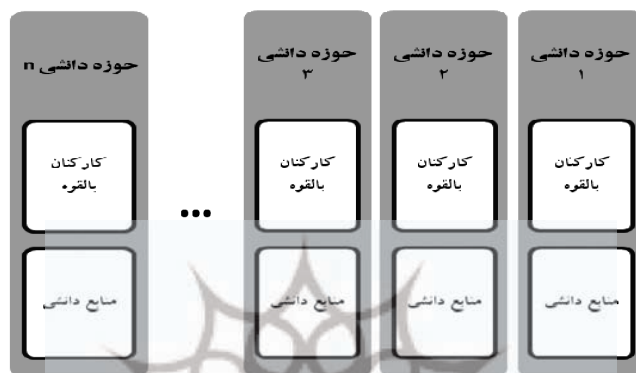 حوزه دانشی
۱
کارکنان
بالقوه
منابع دانشی
حوزه دانشی
۲
کارکنان
بالقوه
منابع دانشی
حوزه دانشی
۳
کارکنان
بالقوه
منابع دانشی
...
حوزه دانشی n
کارکنان
بالقوه
منابع دانشی